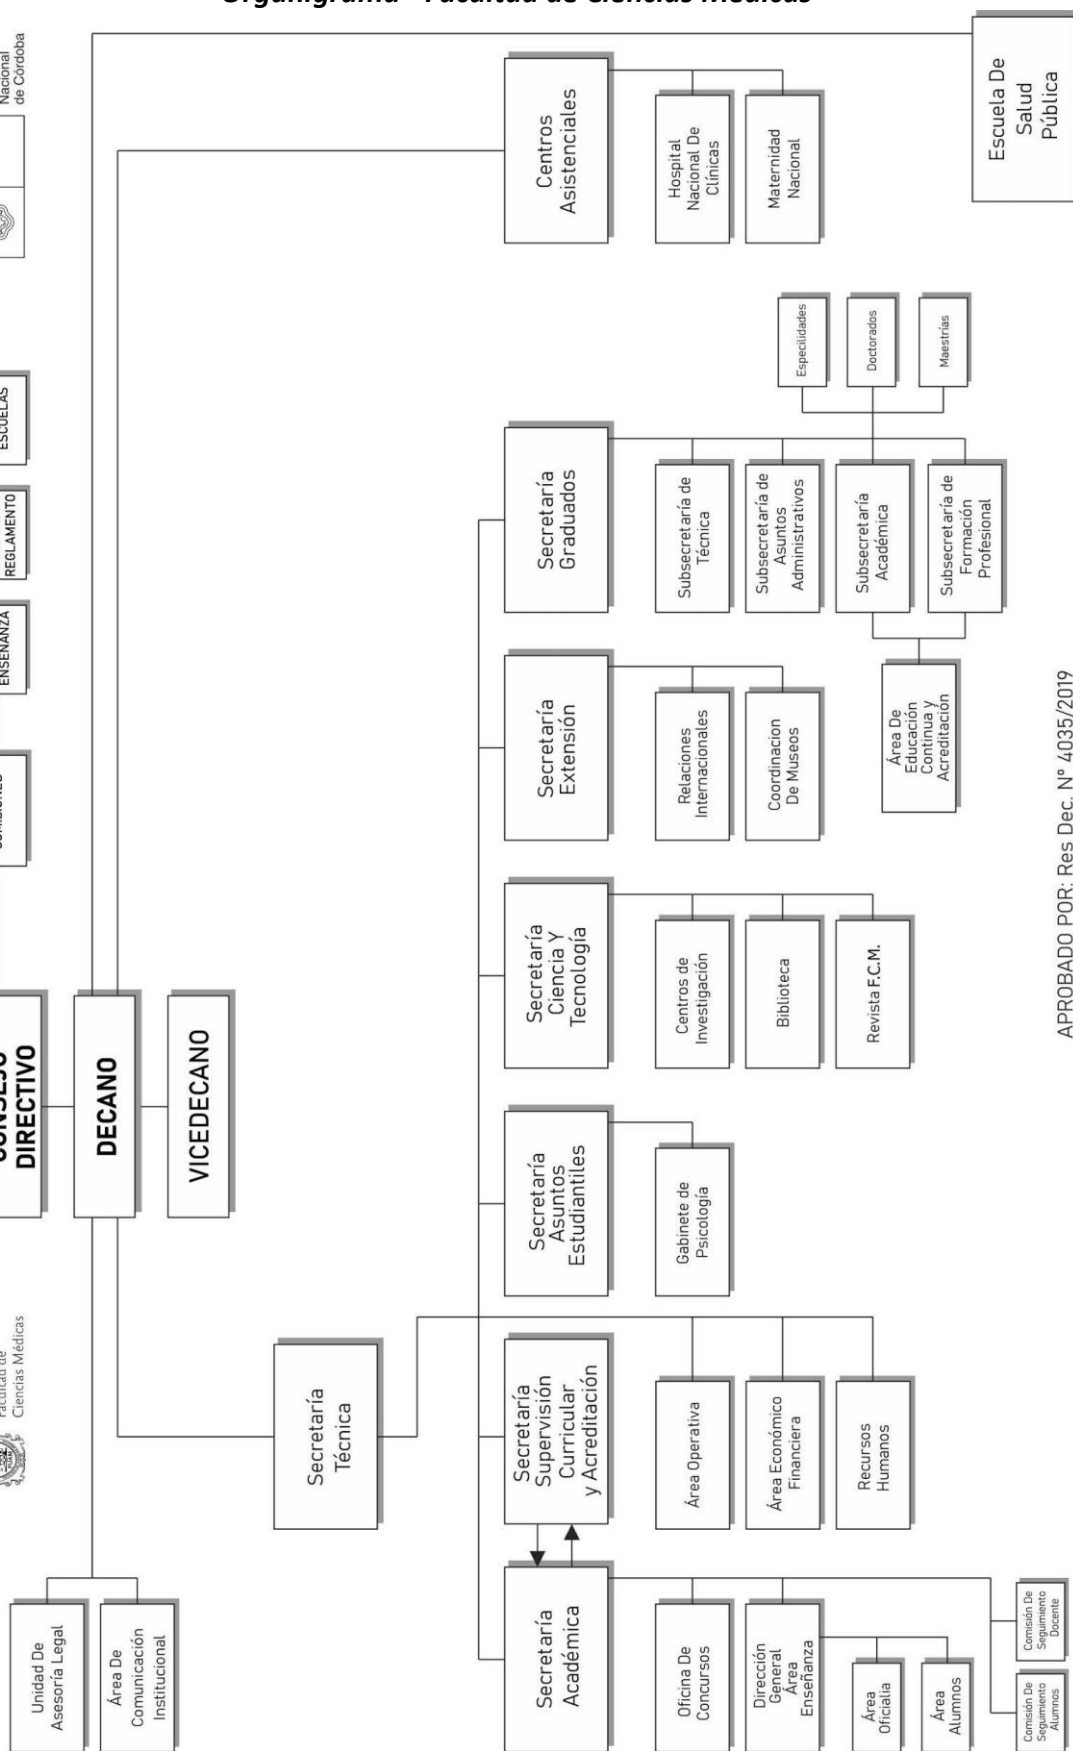 Organigrama - Facultad de Ciencias Médicas
Facultad de
Ciencias Médicas
Nacional
de Córdoba
CONSEJO
DIRECTIVO
COMISIONES
ENSEÑANZA
REGLAMENTO
ESCUELAS
DECANO
VICEDECANO
Unidad De
Asesoría Legal
Área De
Comunicación
Institucional
Secretaría
Técnica
Centros
Asistenciales
Hospital
Nacional De
Clínicas
Maternidad
Nacional
Escuela De
Salud
Pública
Secretaría
Académica
Oficina De
Concursos
Dirección
General
Área
Enseñanza
Área
Oficialia
Área
Alumnos
Comisión De
Seguimiento
Alumnos
Comisión De
Seguimiento
Docente
Secretaría
Supervisión
Curricular
y Acreditación
Área Operativa
Área Económico
Financiera
Recursos
Humanos
Secretaría
Asuntos
Estudiantiles
Gabinete de
Psicología
Secretaría
Ciencia Y
Tecnología
Centros de
Investigación
Biblioteca
Revista F.C.M.
Secretaría
Extensión
Relaciones
Internacionales
Coordinacion
De Museos
Secretaría
Graduados
Subsecretaría de
Técnica
Subsecretaría de
Asuntos
Administrativos
Subsecretaría
Académica
Subsecretaría de
Formación
Profesional
Área De
Educación
Continua y
Acreditación
Especilidades
Doctorados
Maestrías
APROBADO POR: Res Dec. N° 4035/2019